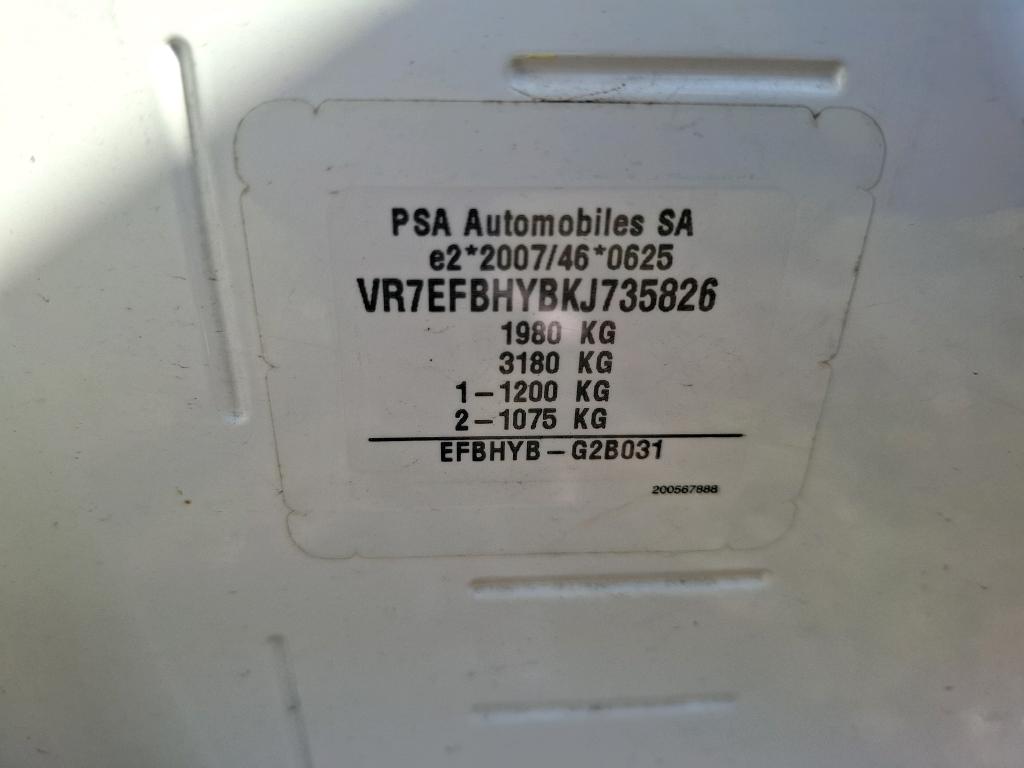 PSA Automobiles SA
e2*2007/46*0625
VR7EFBHYBKJ735826
1980 KG
3180 KG
1-1200 KG
2-1075 KG
EFBHYB-G2B031
200567888